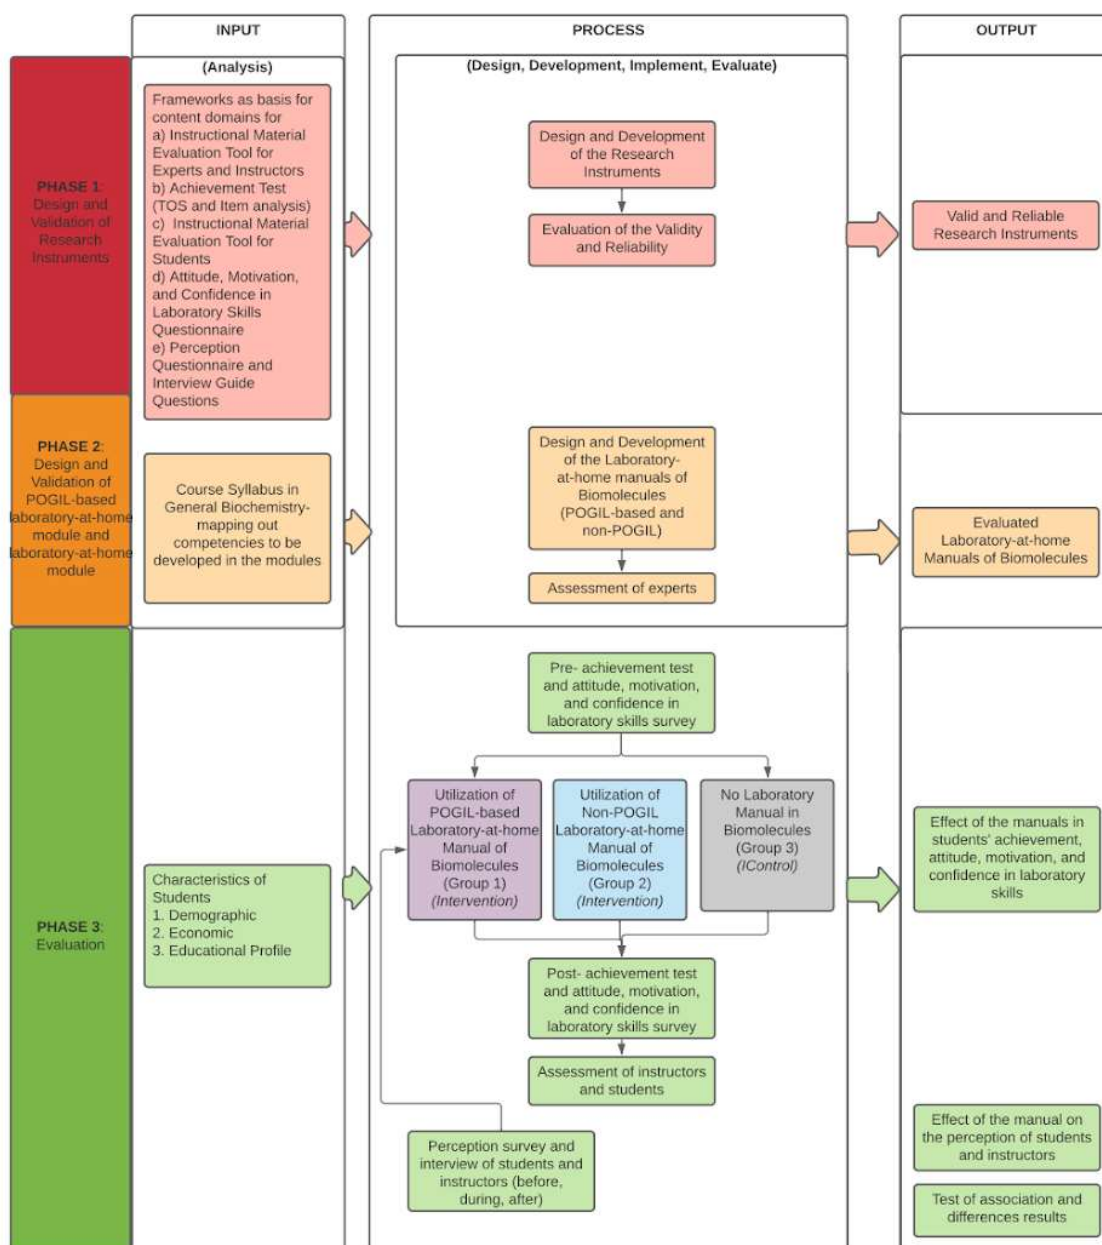 INPUT
PROCESS
OUTPUT
(Analysis)
(Design, Development, Implement, Evaluate)
PHASE 1:
Design and
Validation of
Research
Instruments
Frameworks as basis for
content domains for
a) Instructional Material
Evaluation Tool for
Experts and Instructors
b) Achievement Test
(TOS and Item analysis)
c) Instructional Material
Evaluation Tool for
Students
d) Attitude, Motivation,
and Confidence in
Laboratory Skills
Questionnaire
e) Perception
Questionnaire and
Interview Guide
Questions
Design and Development
of the Research
Instruments
Evaluation of the Validity
and Reliability
Valid and Reliable
Research Instruments
PHASE 2:
Design and
Validation of
POGIL-based
laboratory-at-home
module and
laboratory-at-home
module
Course Syllabus in
General Biochemistry-
mapping out
competencies to be
developed in the modules
Design and Development
of the Laboratory-
at-home manuals of
Biomolecules
(POGIL-based and
non-POGIL)
Assessment of experts
Evaluated
Laboratory-at-home
Manuals of Biomolecules
PHASE 3:
Evaluation
Characteristics of
Students
1. Demographic
2. Economic
3. Educational Profile
Pre- achievement test
and attitude, motivation,
and confidence in
laboratory skills survey
Utilization of
POGIL-based
Laboratory-at-home
Manual of
Biomolecules
(Group 1)
(Intervention)
Utilization of
Non-POGIL
Laboratory-at-home
Manual of
Biomolecules
(Group 2)
(Intervention)
No Laboratory
Manual in
Biomolecules
(Group 3)
(IControl)
Post- achievement test
and attitude, motivation,
and confidence in
laboratory skills survey
Assessment of instructors
and students
Perception survey and
interview of students and
instructors (before,
during, after)
Effect of the manuals in
students' achievement,
attitude, motivation, and
confidence in laboratory
skills
Effect of the manual on
the perception of students
and instructors
Test of association and
differences results